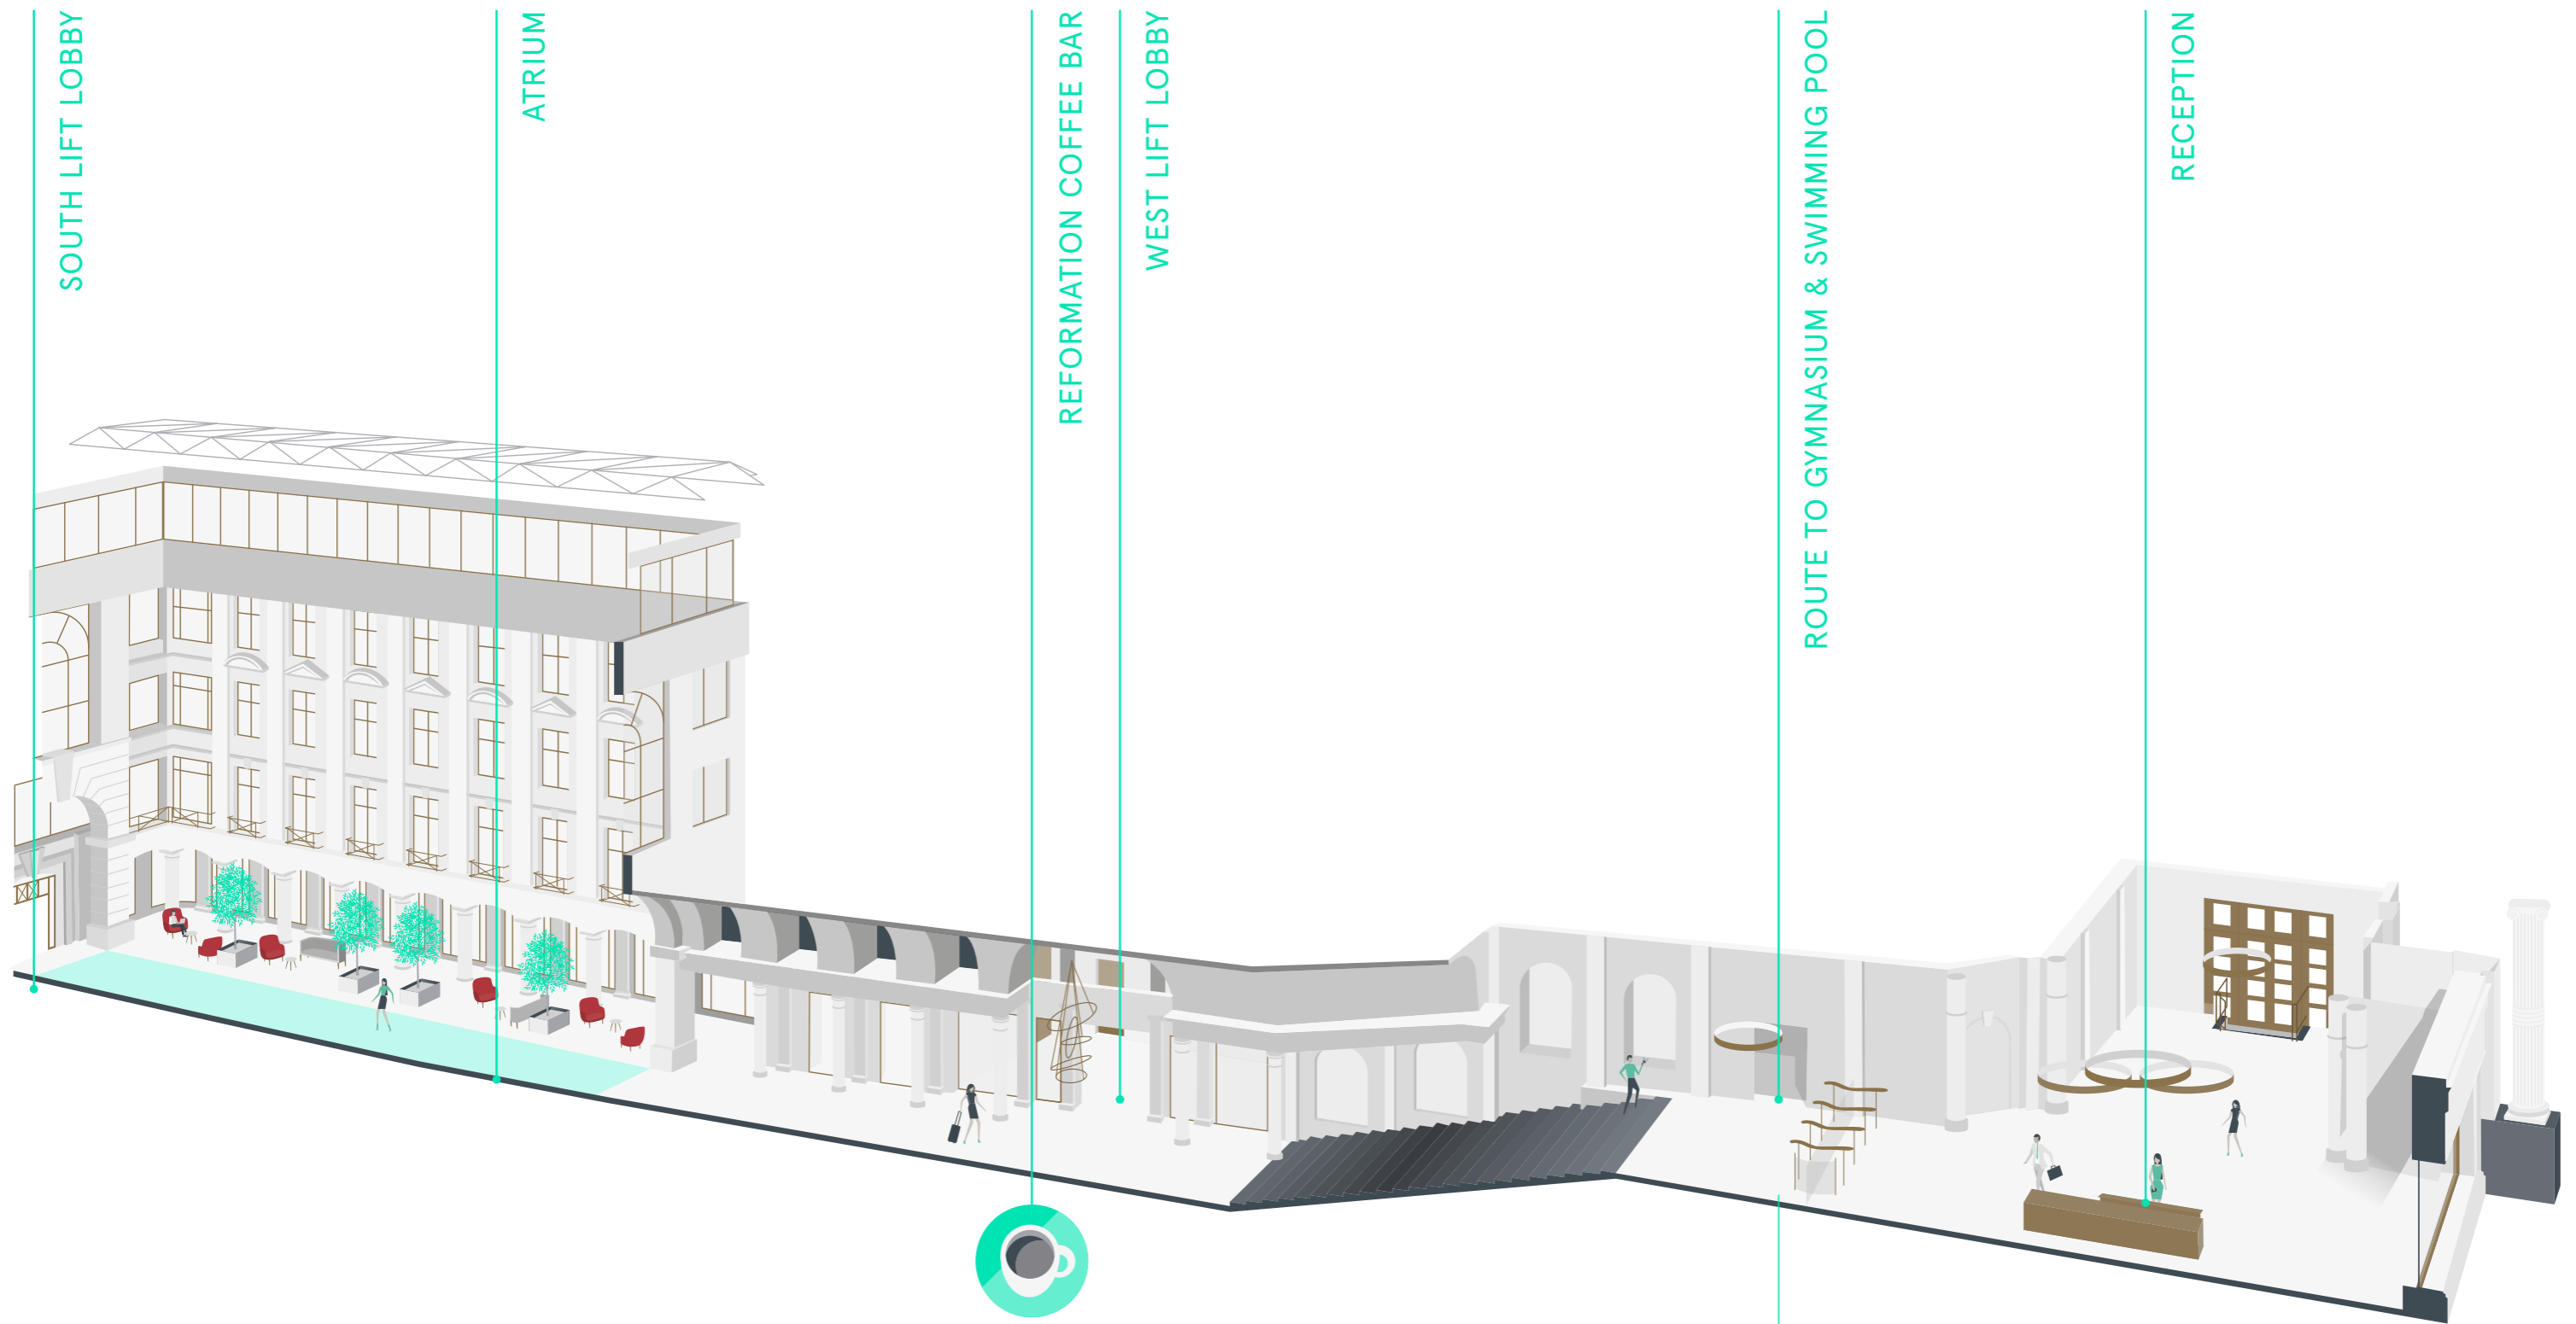 SOUTH LIFT LOBBY
ATRIUM
REFORMATION COFFEE BAR
WEST LIFT LOBBY
ROUTE TO GYMNASIUM & SWIMMING POOL
RECEPTION